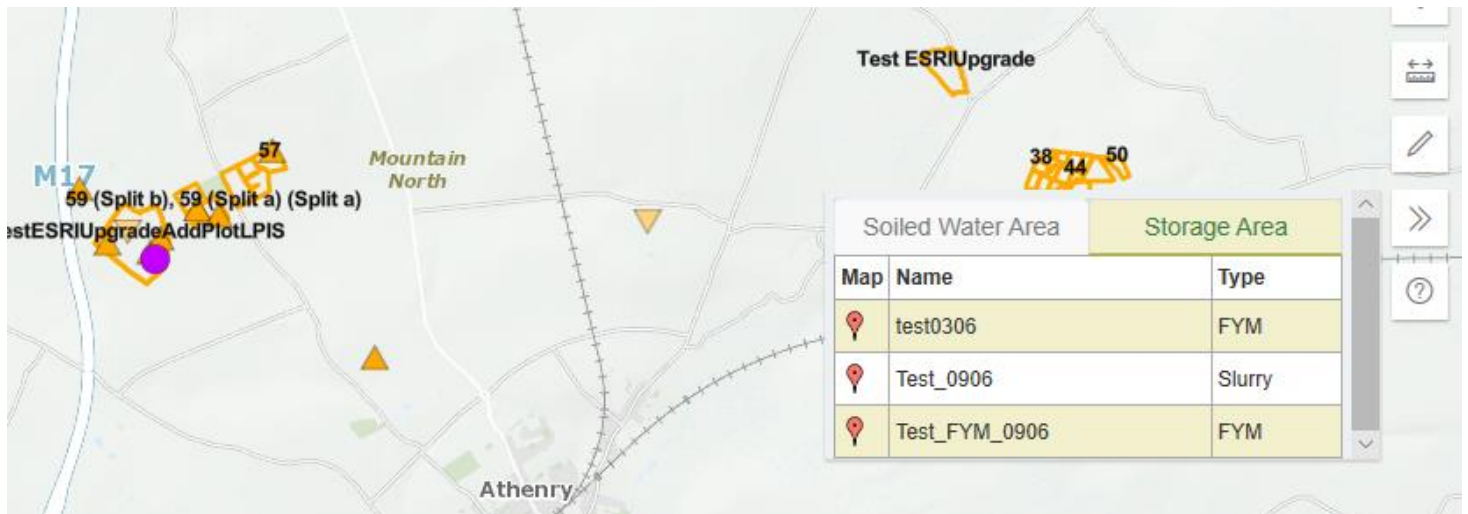 Test ESRIUpgrade
57
Mountain
North
38
44
50
M17
59 (Split b), 59 (Split a) (Split a)
estESRIUpgradeAddPlotLPIS
Athenry
Soiled Water Area
Storage Area
Map Name Type
test0306 FYM
Test_0906 Slurry
Test_FYM_0906 FYM